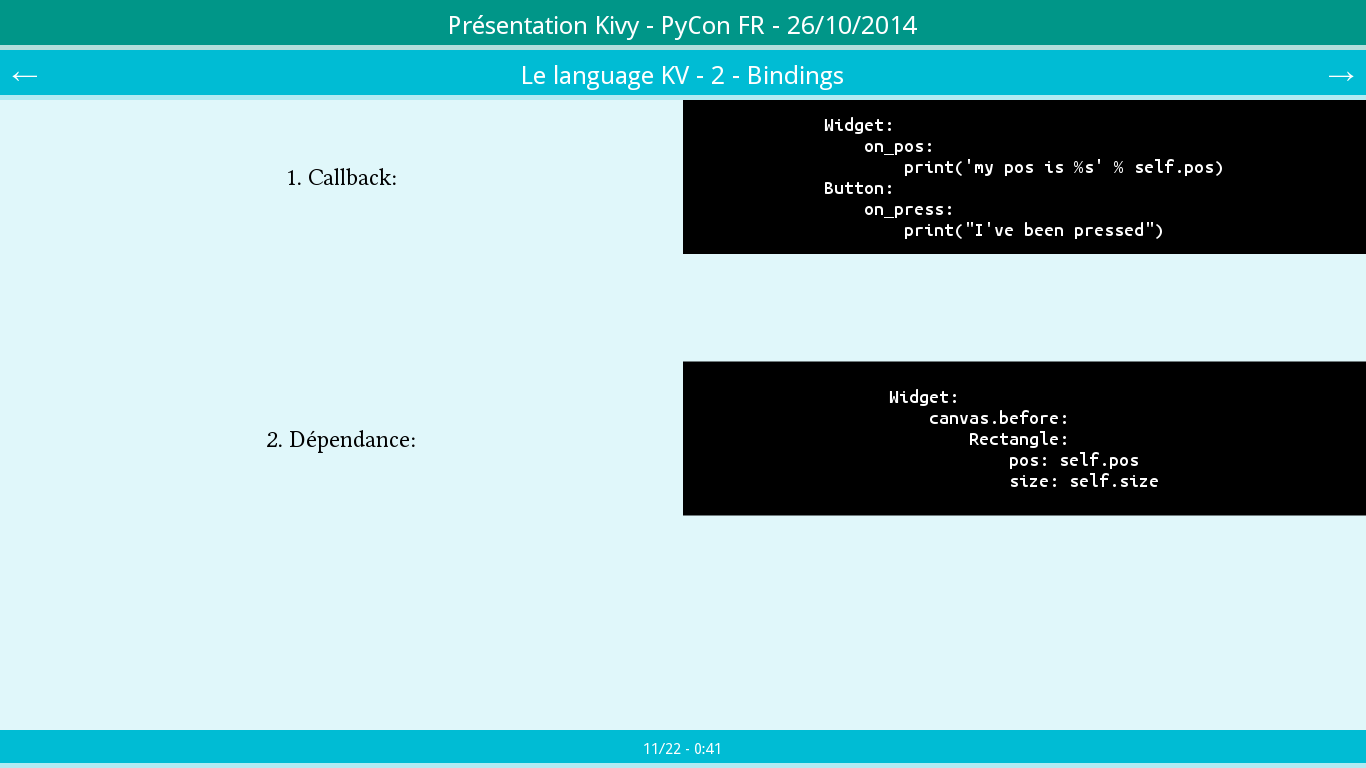 Présentation Kivy - PyCon FR - 26/10/2014
← Le language KV - 2 - Bindings →
1. Callback:
Widget:
    on_pos:
        print('my pos is %s' % self.pos)
Button:
    on_press:
        print("I've been pressed")
2. Dépendance:
Widget:
    canvas.before:
        Rectangle:
            pos: self.pos
            size: self.size
11/22 - 0:41